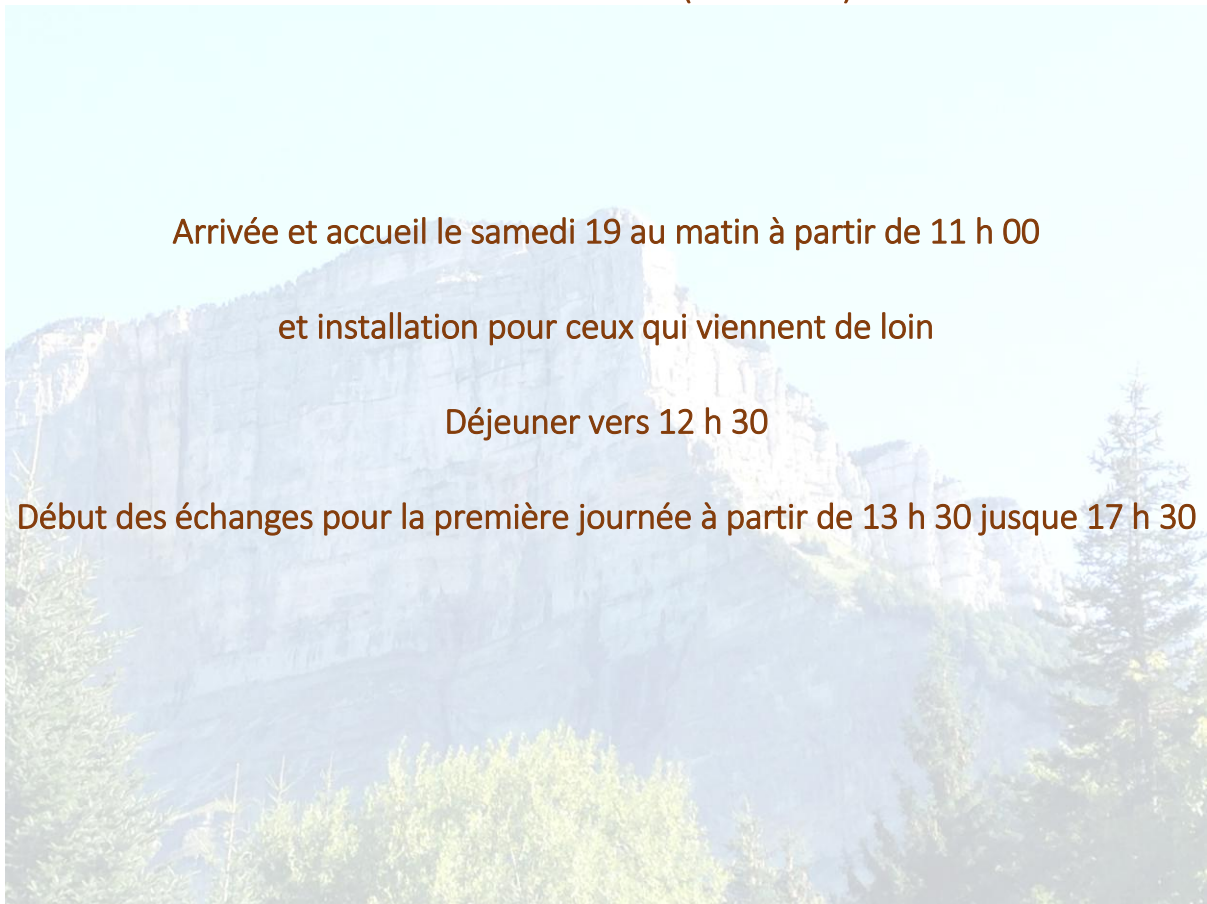 Arrivée et accueil le samedi 19 au matin à partir de 11 h 00
et installation pour ceux qui viennent de loin
Déjeuner vers 12 h 30
Début des échanges pour la première journée à partir de 13 h 30 jusque 17 h 30